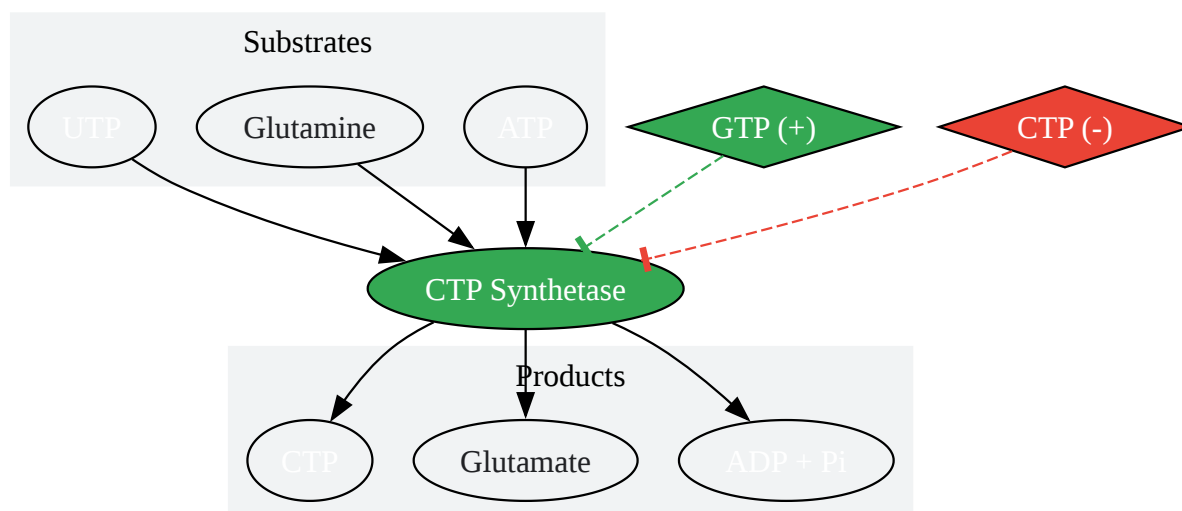 Substrates
UTP
Glutamine
ATP
GTP (+)
CTP (-)
CTP Synthetase
Products
CTP
Glutamate
ADP + Pi